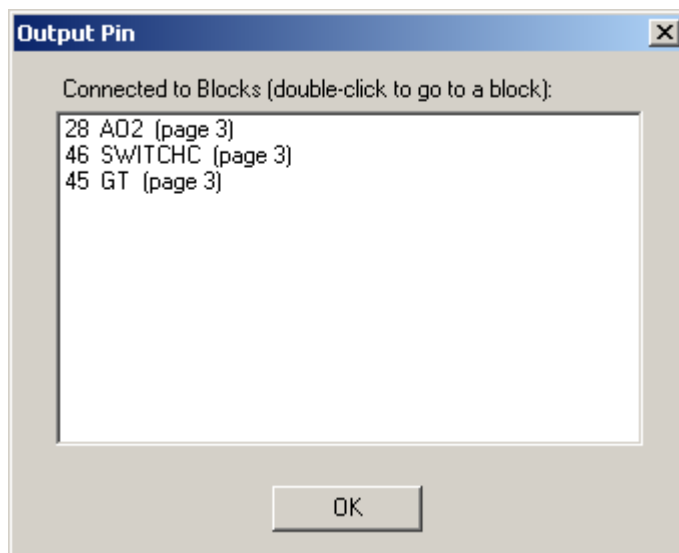 Output Pin
Connected to Blocks (double-click to go to a block):
28 AO2 (page 3)
46 SWITCHC (page 3)
45 GT (page 3)
OK